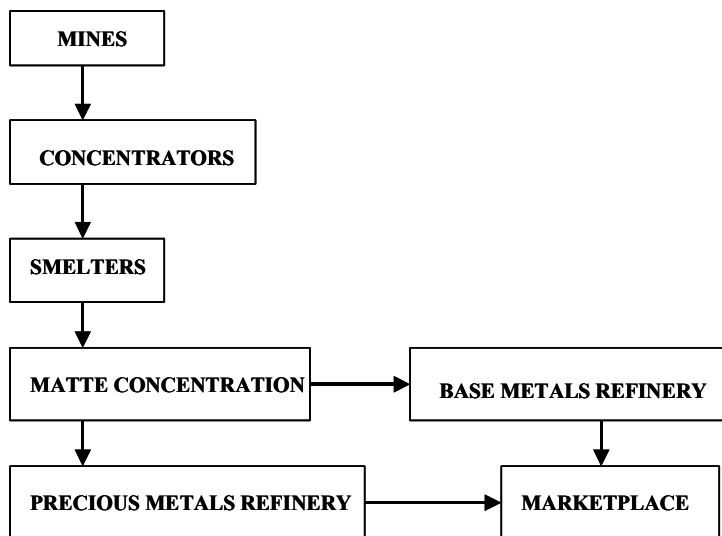 MINES
CONCENTRATORS
SMELTERS
MATTE CONCENTRATION
BASE METALS REFINERY
PRECIOUS METALS REFINERY
MARKETPLACE